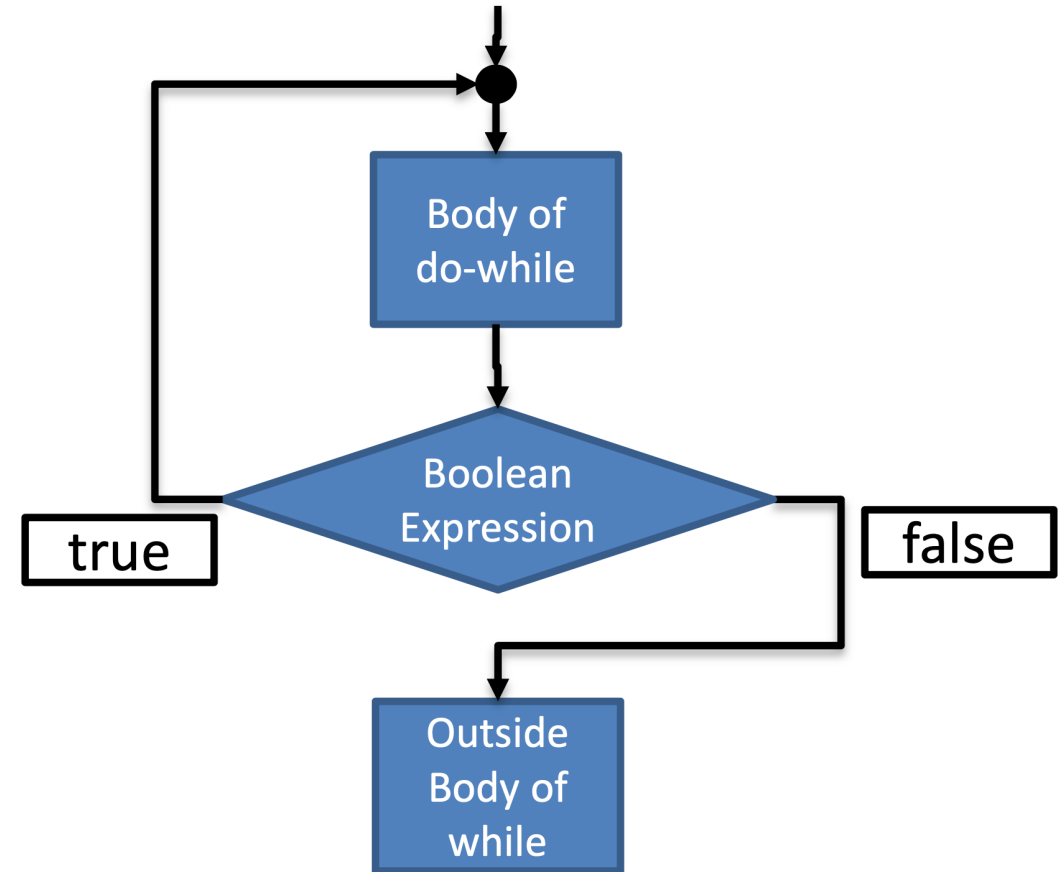 Body of
do-while
Boolean
Expression
true
false
Outside
Body of
while